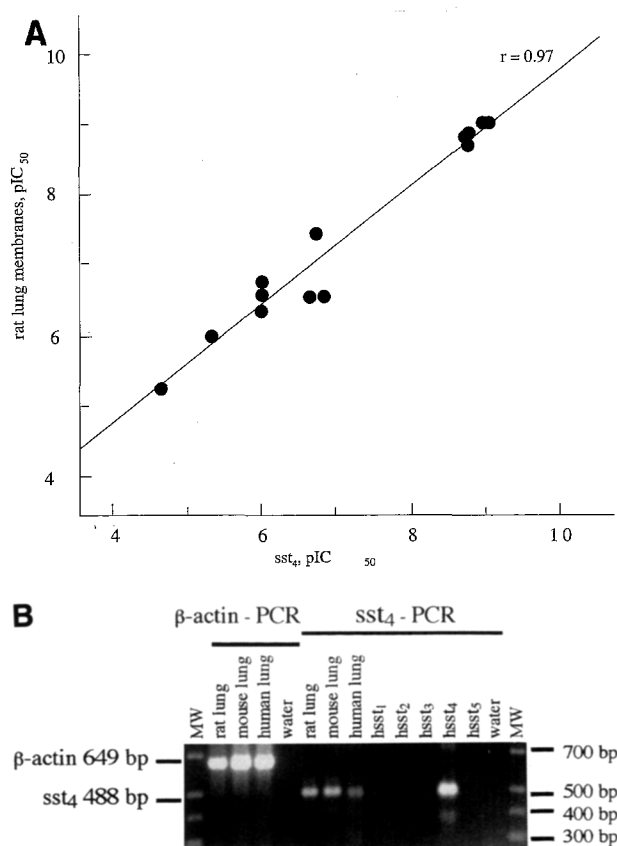 A
10
8
6
4
rat lung membranes, pIC50
r = 0.97
4 6 8 10
sst4, pIC 50
B
β-actin - PCR sst4 - PCR
MW rat lung mouse lung human lung water rat lung mouse lung human lung hsst1 hsst2 hsst3 hsst4 hsst5 water MW
β-actin 649 bp
sst4 488 bp
700 bp
500 bp
400 bp
300 bp